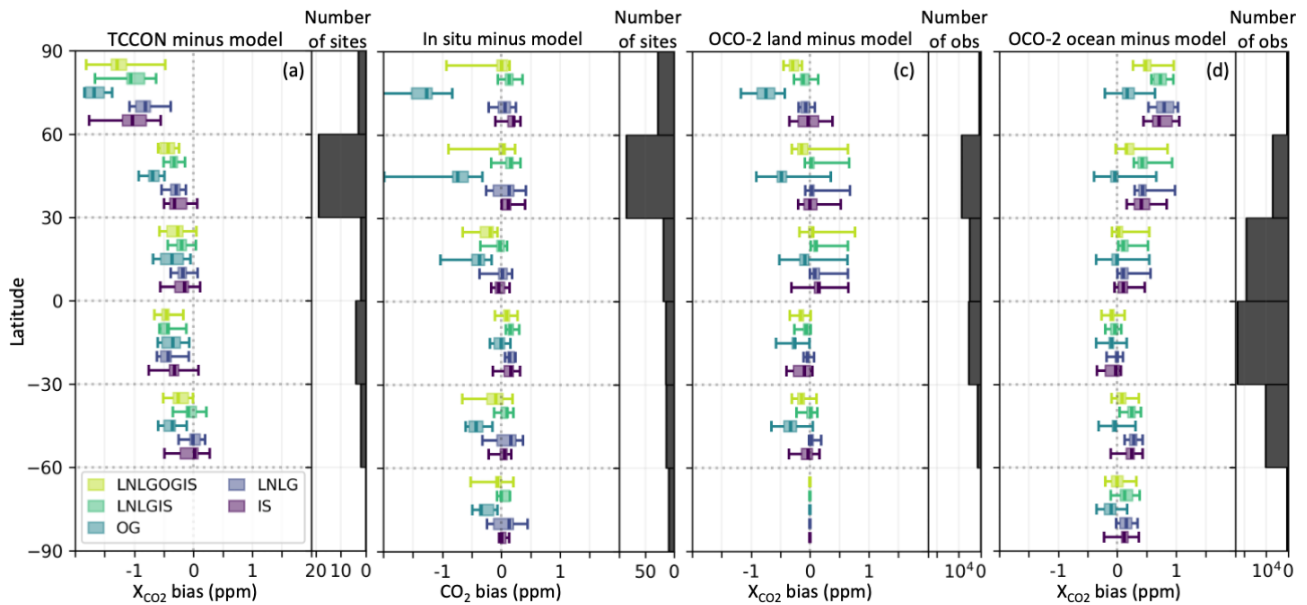 Number of sites
TCCON minus model
(a)
Number of sites
In situ minus model
Number of obs
OCO-2 land minus model
(c)
Number of obs
OCO-2 ocean minus model
(d)
Latitude
90
60
30
0
−30
−60
−90
LNLGOGIS
LNLGIS
OG
LNLG
IS
-1 0 1 20 10 0
-1 0 1 50 0
-1 0 1 10⁴ 0
-1 0 1 10⁴ 0
X_CO2 bias (ppm)
CO₂ bias (ppm)
X_CO2 bias (ppm)
X_CO2 bias (ppm)